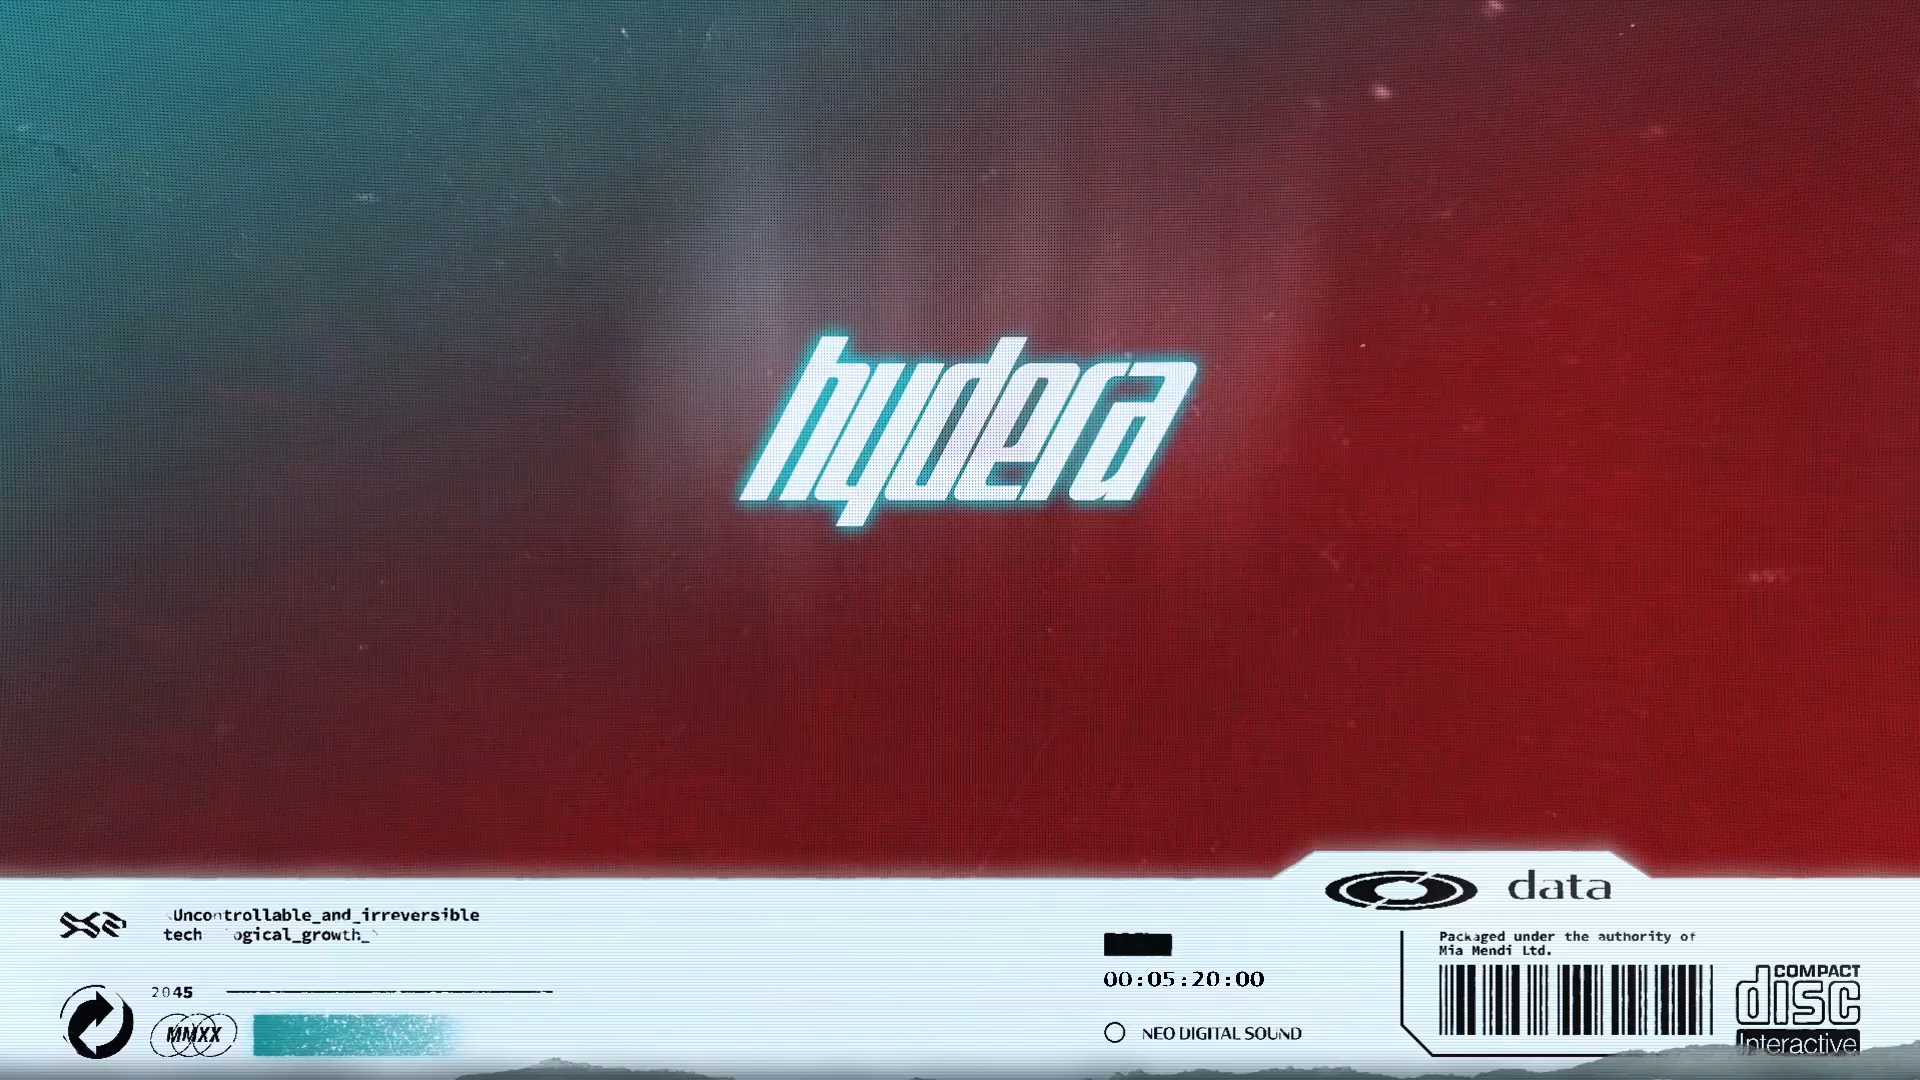 hydera
data
Uncontrollable_and_irreversible
tech ogical_growth_
Packaged under the authority of
Mia Mendi Ltd.
00:05:20:00
2045
MMXX
NEO DIGITAL SOUND
COMPACT
disc
Interactive